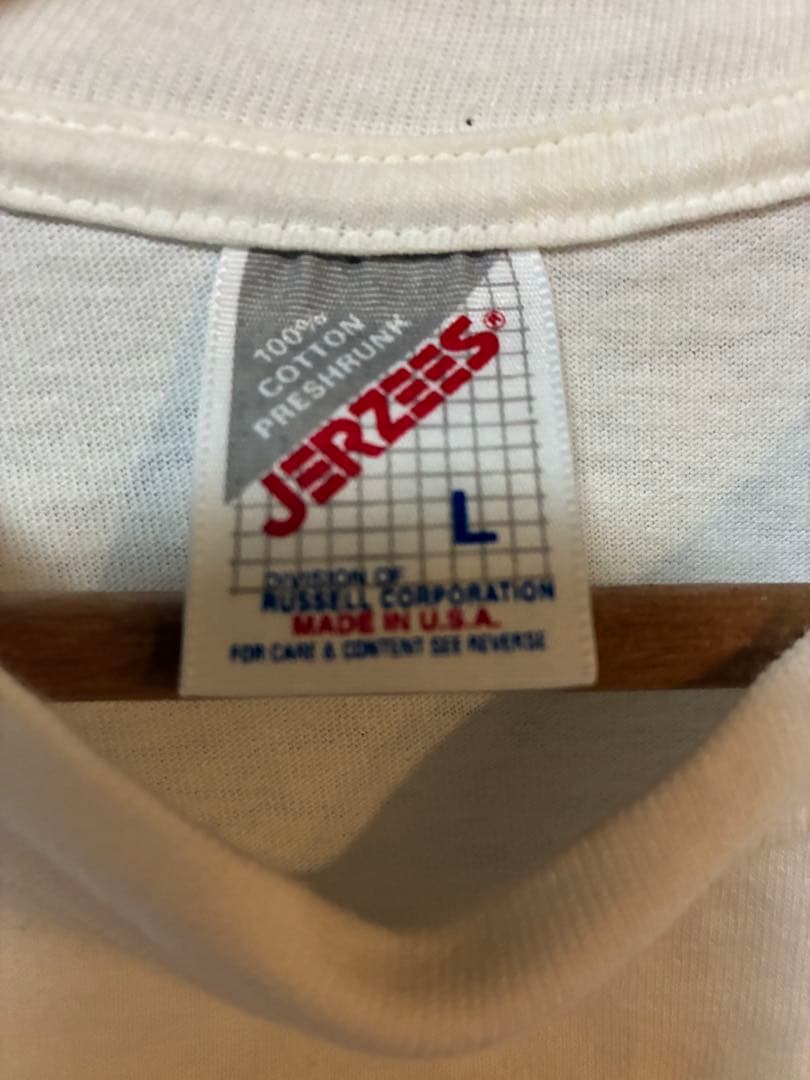 100%
COTTON
PRESHRUNK
JERZEES®
L
DIVISION OF
RUSSELL CORPORATION
MADE IN U.S.A.
FOR CARE & CONTENT SEE REVERSE